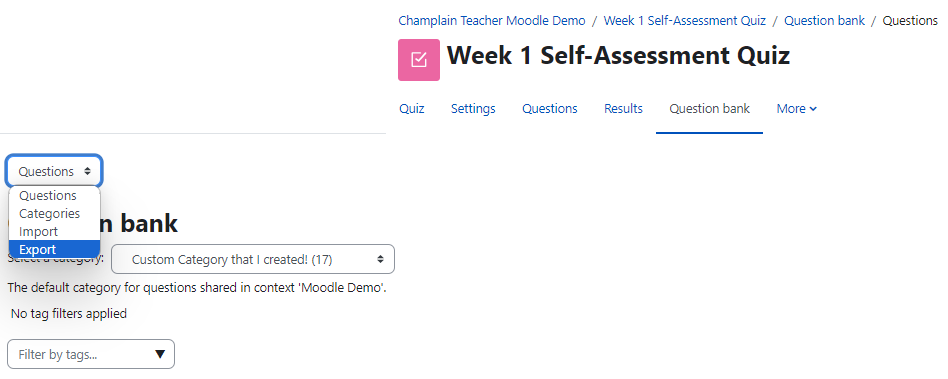 Champlain Teacher Moodle Demo / Week 1 Self-Assessment Quiz / Question bank / Questions
Week 1 Self-Assessment Quiz
Quiz Settings Questions Results Question bank More
Questions
Questions
Categories
Import
Export
n bank
Select a category: Custom Category that I created! (17)
The default category for questions shared in context 'Moodle Demo'.
No tag filters applied
Filter by tags...